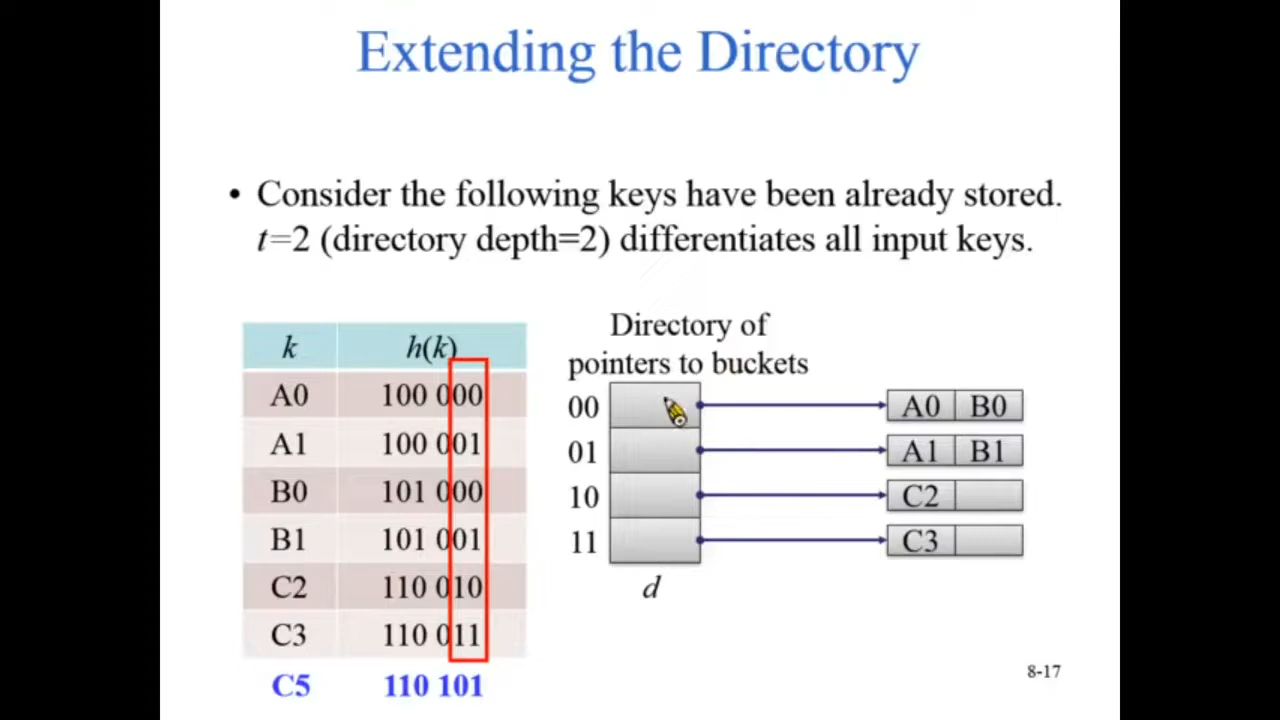 Extending the Directory
• Consider the following keys have been already stored.
t=2 (directory depth=2) differentiates all input keys.
k h(k)
A0 100 000
A1 100 001
B0 101 000
B1 101 001
C2 110 010
C3 110 011
C5 110 101
Directory of
pointers to buckets
00 A0 B0
01 A1 B1
10 C2
11 C3
d
8-17